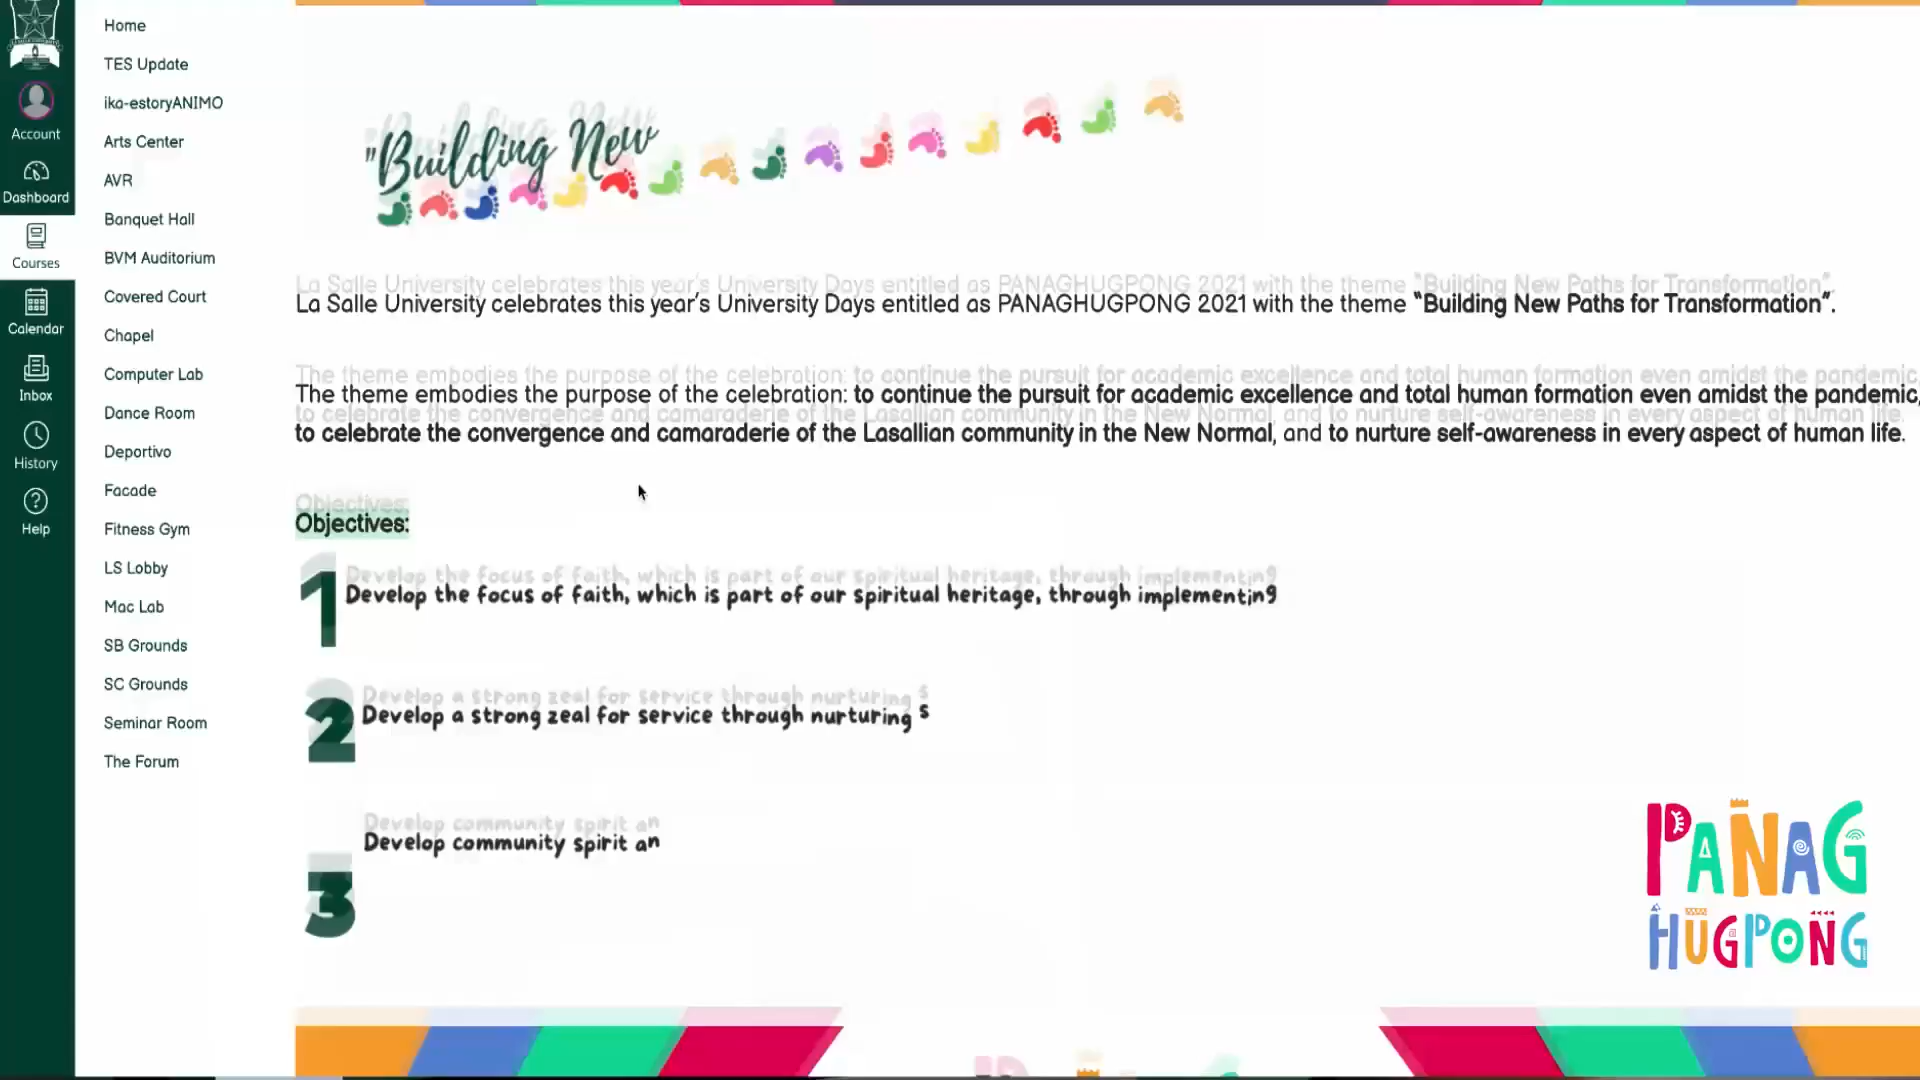 Account
Dashboard
Courses
Calendar
Inbox
History
Help
Home
TES Update
ika-estoryANIMO
Arts Center
AVR
Banquet Hall
BVM Auditorium
Covered Court
Chapel
Computer Lab
Dance Room
Deportivo
Facade
Fitness Gym
LS Lobby
Mac Lab
SB Grounds
SC Grounds
Seminar Room
The Forum
"Building New
La Salle University celebrates this year's University Days entitled as PANAGHUGPONG 2021 with the theme "Building New Paths for Transformation".
The theme embodies the purpose of the celebration: to continue the pursuit for academic excellence and total human formation even amidst the pandemic,
to celebrate the convergence and camaraderie of the Lasallian community in the New Normal, and to nurture self-awareness in every aspect of human life.
Objectives:
1 Develop the focus of faith, which is part of our spiritual heritage, through implementing
2 Develop a strong zeal for service through nurturing s
3 Develop community spirit an
PANAG
HUGPONG